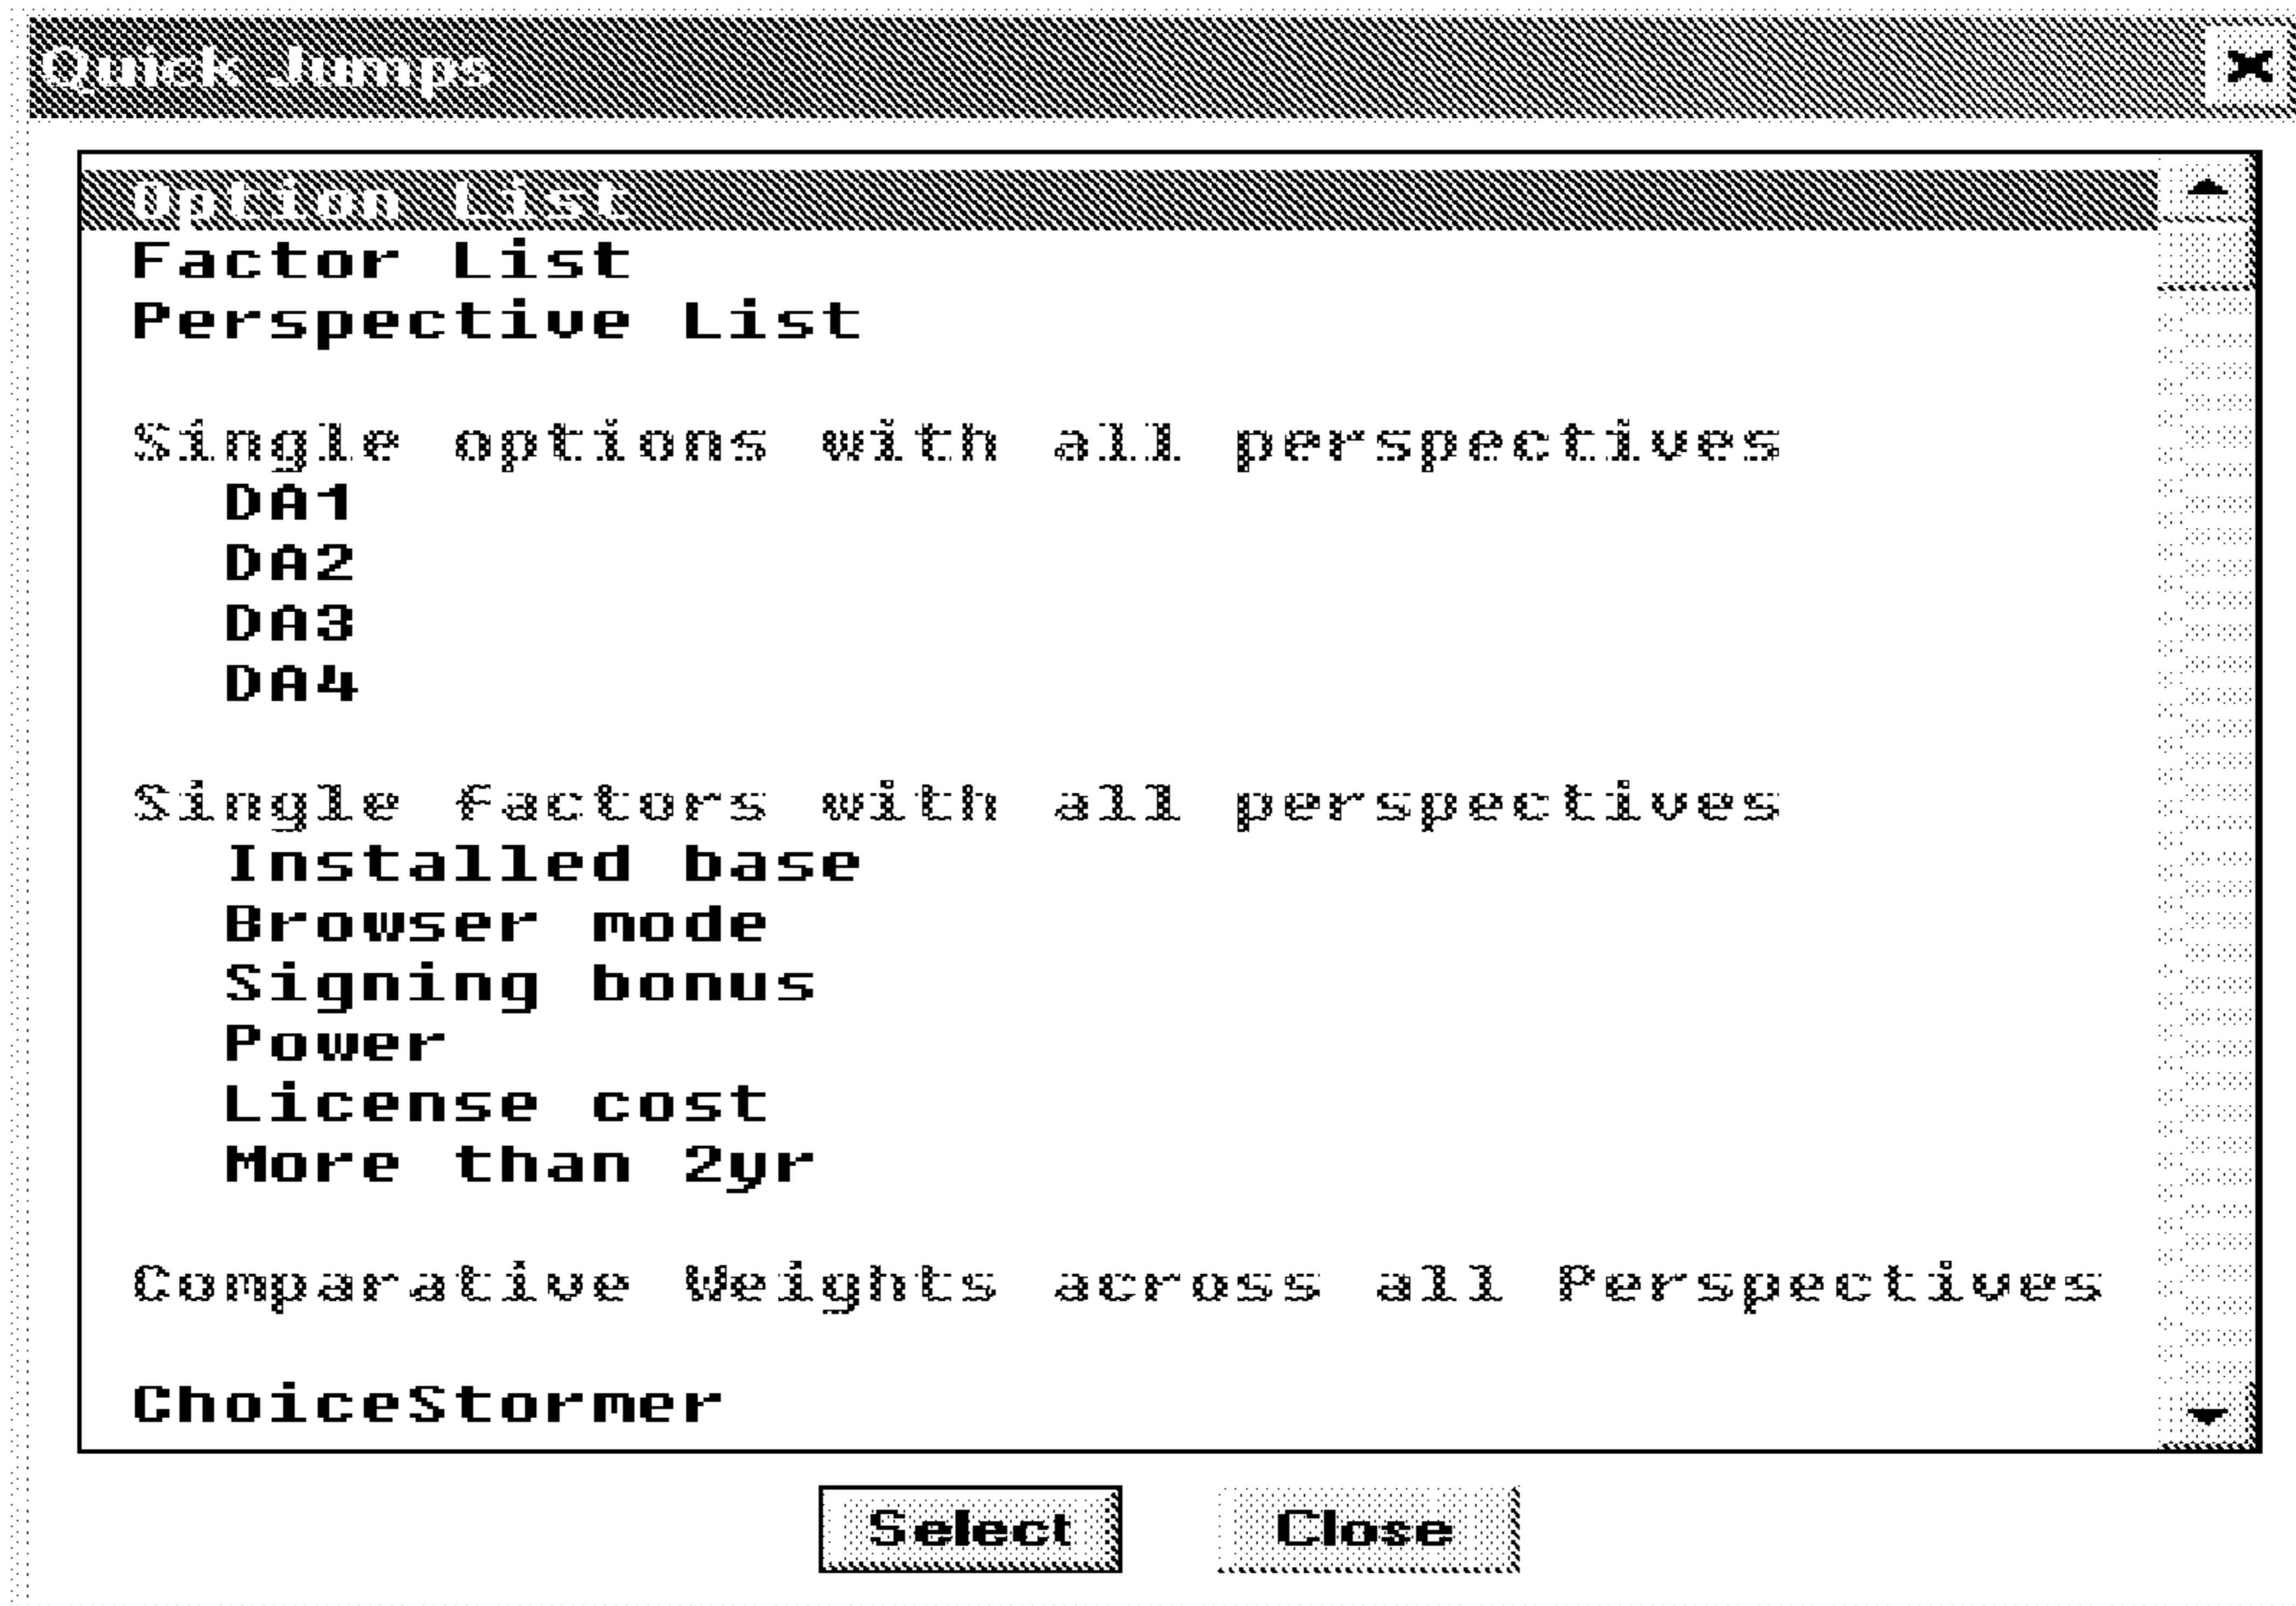 Quick Jumps
Option List
Factor List
Perspective List
Single options with all perspectives
DA1
DA2
DA3
DA4
Single factors with all perspectives
Installed base
Browser mode
Signing bonus
Power
License cost
More than 2yr
Comparative Weights across all Perspectives
ChoiceStormer
Select Close